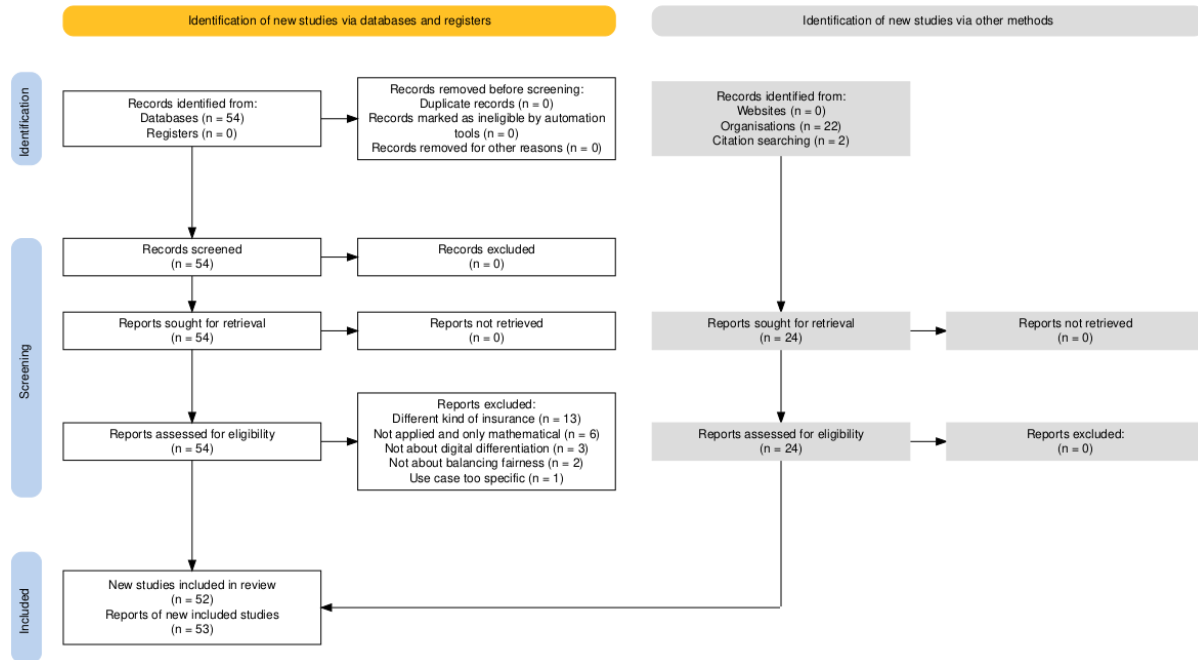 Identification of new studies via databases and registers
Identification of new studies via other methods
Identification
Records identified from:
Databases (n = 54)
Registers (n = 0)
Records removed before screening:
Duplicate records (n = 0)
Records marked as ineligible by automation
tools (n = 0)
Records removed for other reasons (n = 0)
Records identified from:
Websites (n = 0)
Organisations (n = 22)
Citation searching (n = 2)
Screening
Records screened
(n = 54)
Records excluded
(n = 0)
Reports sought for retrieval
(n = 54)
Reports not retrieved
(n = 0)
Reports sought for retrieval
(n = 24)
Reports not retrieved
(n = 0)
Reports assessed for eligibility
(n = 54)
Reports excluded:
Different kind of insurance (n = 13)
Not applied and only mathematical (n = 6)
Not about digital differentiation (n = 3)
Not about balancing fairness (n = 2)
Use case too specific (n = 1)
Reports assessed for eligibility
(n = 24)
Reports excluded:
(n = 0)
Included
New studies included in review
(n = 52)
Reports of new included studies
(n = 53)